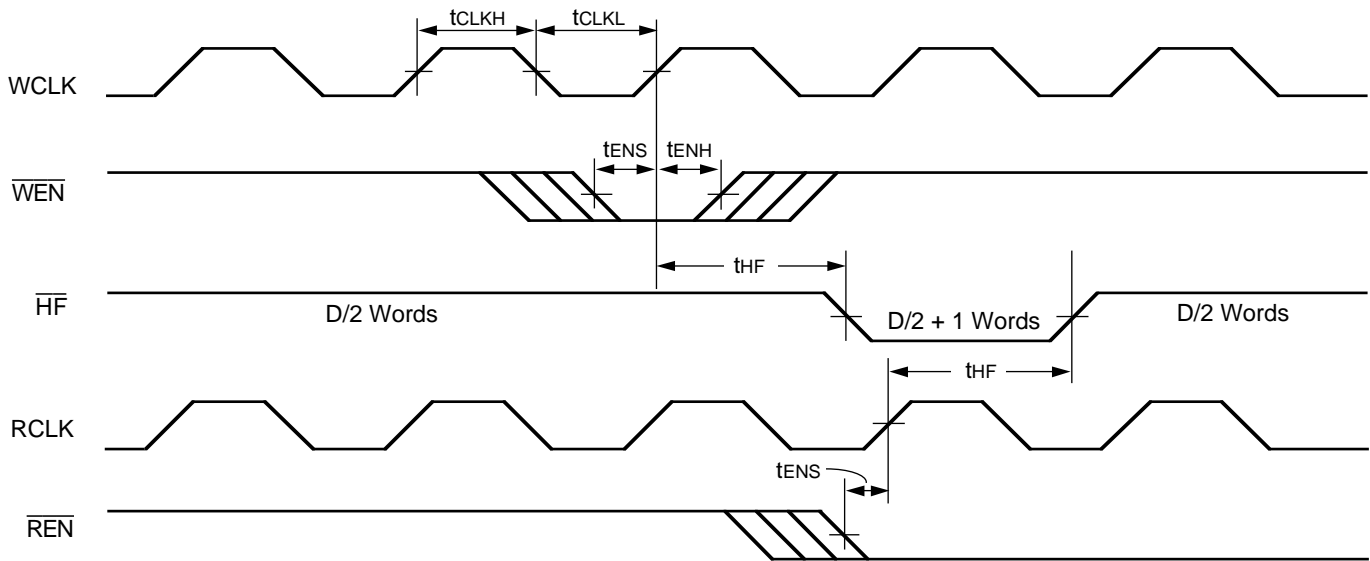 tCLKH
tCLKL
WCLK
tENS
tENH
WEN
tHF
HF
D/2 Words
D/2 + 1 Words
D/2 Words
tHF
RCLK
tENS
REN